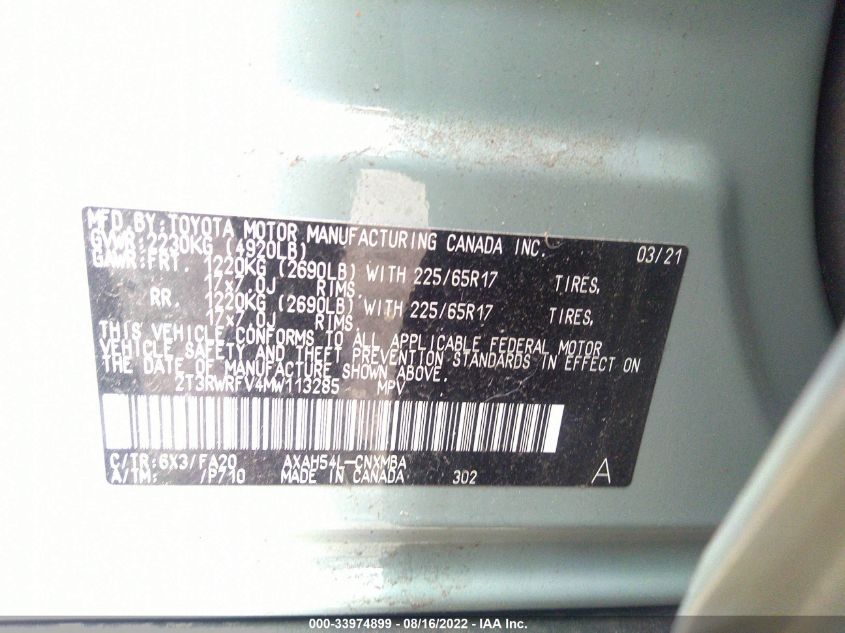 MFD.BY:TOYOTA MOTOR MANUFACTURING CANADA INC. 03/21
GVWR:2230KG (4920LB)
GAWR:FRT. 1220KG (2690LB) WITH 225/65R17 TIRES,
17x7.0J RIMS,
RR. 1220KG (2690LB) WITH 225/65R17 TIRES,
17x7.0J RIMS.
THIS VEHICLE CONFORMS TO ALL APPLICABLE FEDERAL MOTOR
VEHICLE SAFETY AND THEFT PREVENTION STANDARDS IN EFFECT ON
THE DATE OF MANUFACTURE SHOWN ABOVE.
2T3RWRFV4MW113285 MPV
C/TR:6X3/FA20 AXAH54L-CNXMBA
A/TM: /P710 MADE IN CANADA 302 A
000-33974899 - 08/16/2022 - IAA Inc.